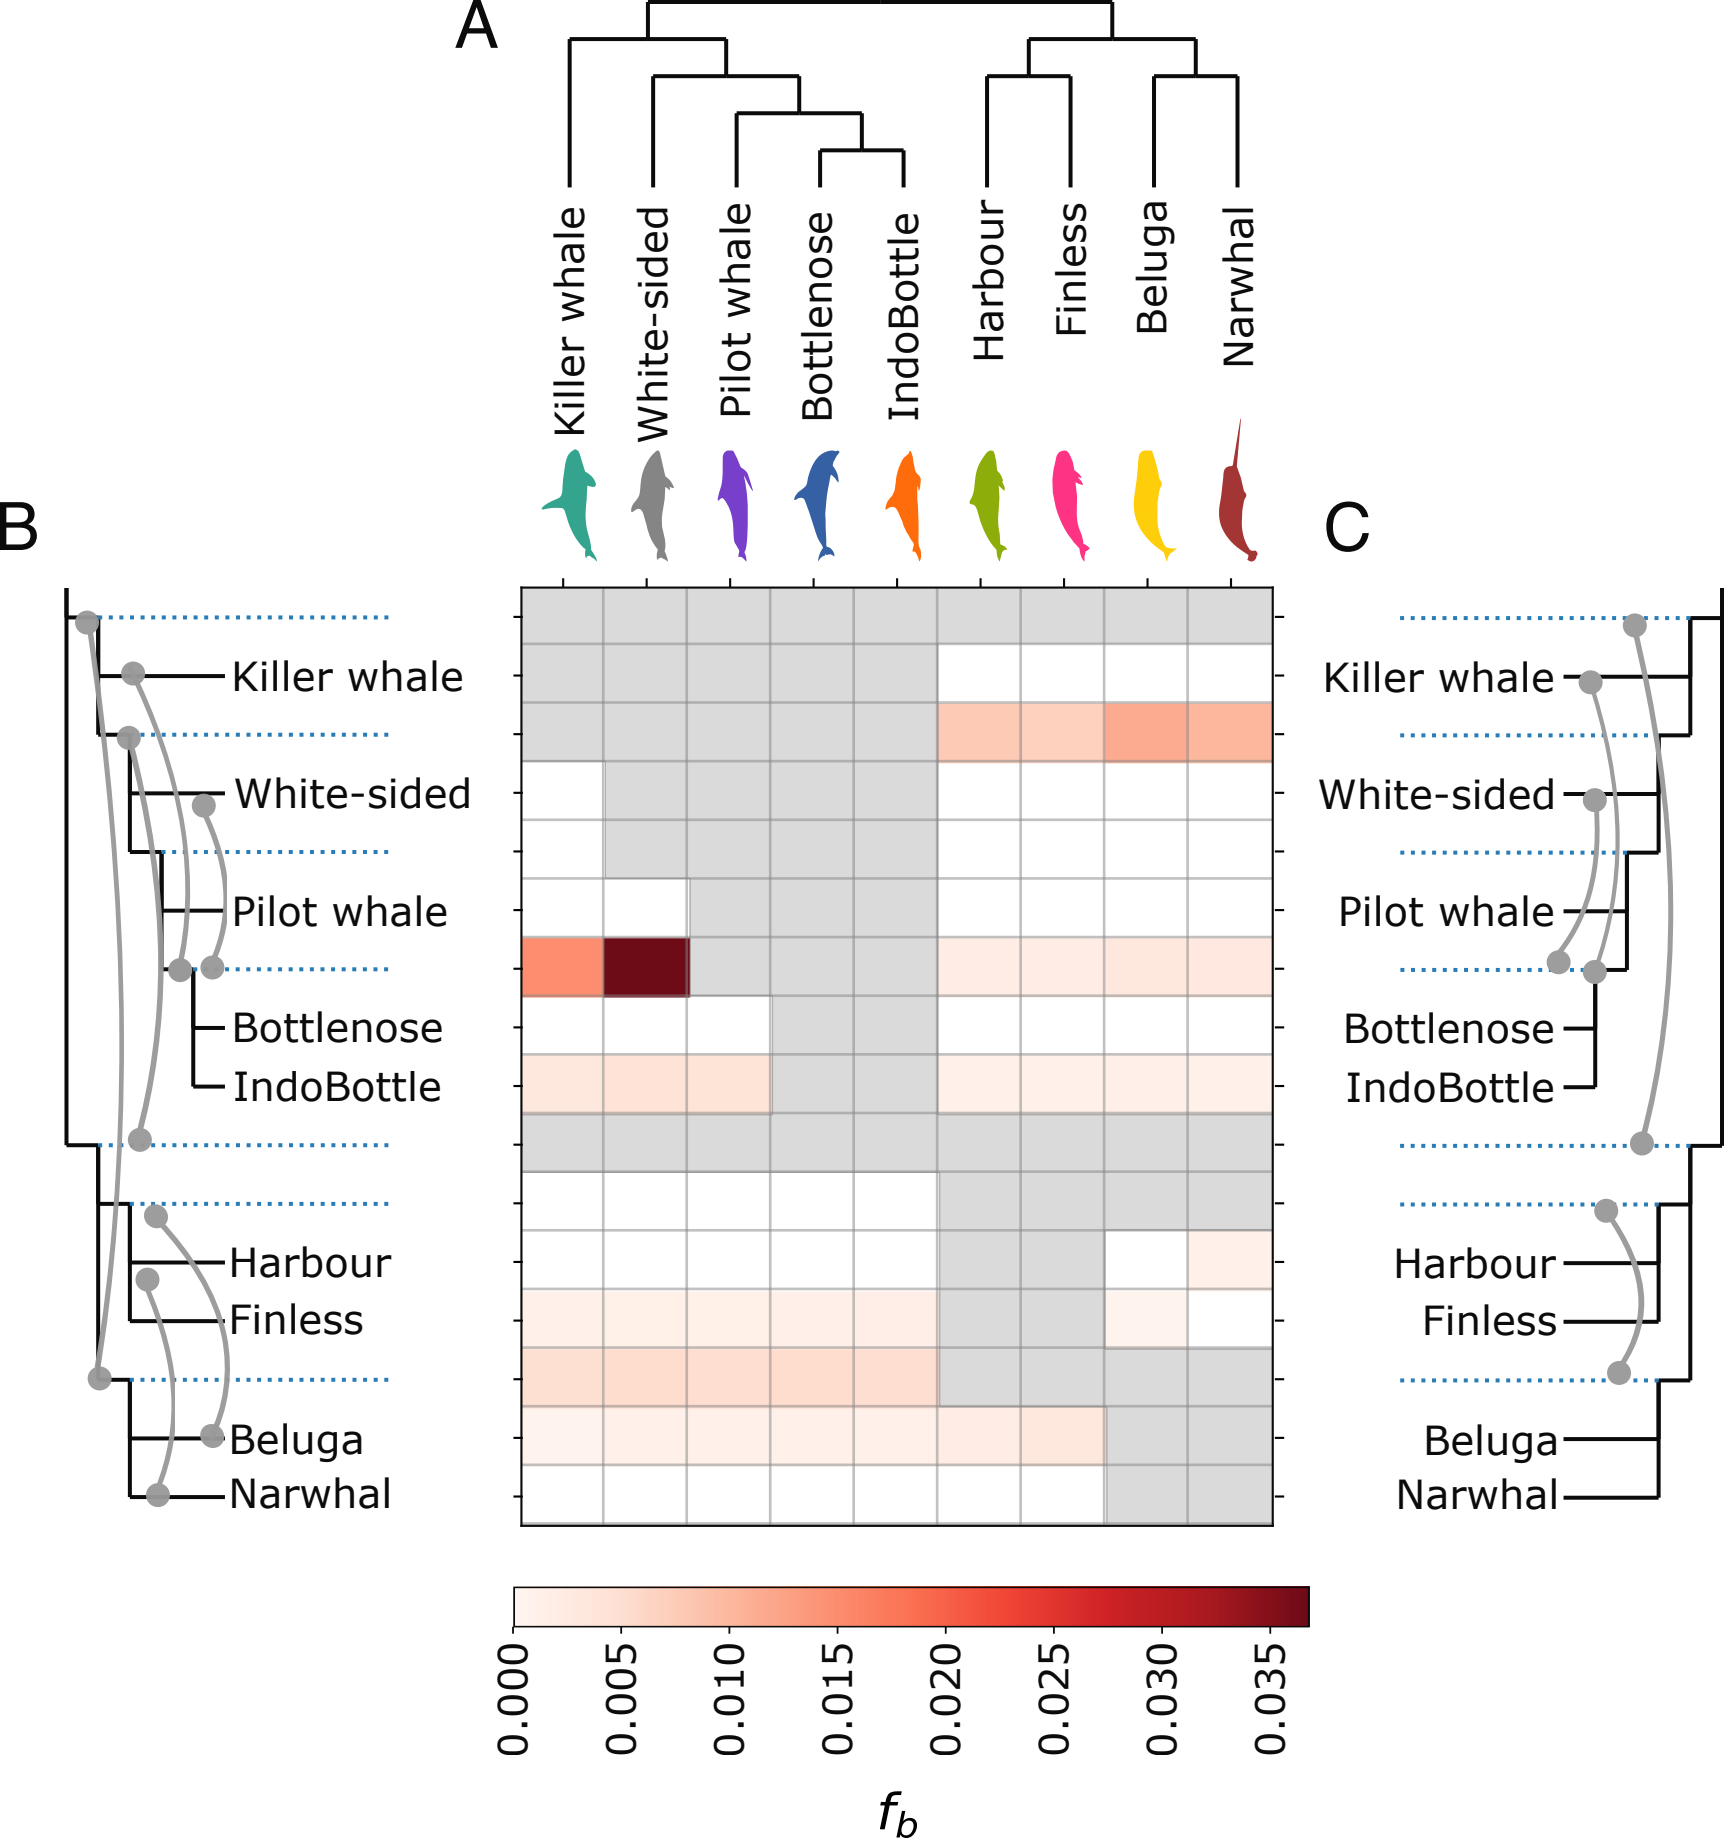 A
Killer whale
White-sided
Pilot whale
Bottlenose
IndoBottle
Harbour
Finless
Beluga
Narwhal
B
Killer whale
White-sided
Pilot whale
Bottlenose
IndoBottle
Harbour
Finless
Beluga
Narwhal
C
Killer whale
White-sided
Pilot whale
Bottlenose
IndoBottle
Harbour
Finless
Beluga
Narwhal
0.000
0.005
0.010
0.015
0.020
0.025
0.030
0.035
fb